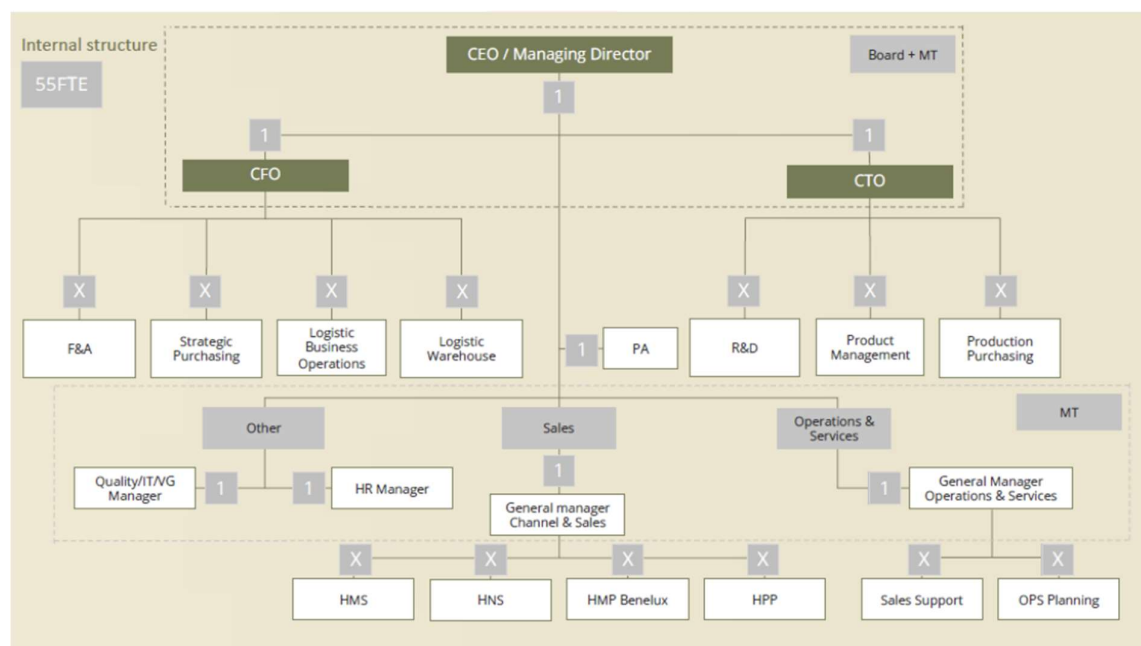 Internal structure
55FTE
CEO / Managing Director
Board + MT
1
1
1
CFO
CTO
X
X
X
X
X
X
X
F&A
Strategic
Purchasing
Logistic
Business
Operations
Logistic
Warehouse
1
PA
R&D
Product
Management
Production
Purchasing
Other
Sales
Operations &
Services
MT
Quality/IT/VG
Manager
1
1
HR Manager
1
General manager
Channel & Sales
1
General Manager
Operations & Services
X
X
X
X
X
X
HMS
HNS
HMP Benelux
HPP
Sales Support
OPS Planning